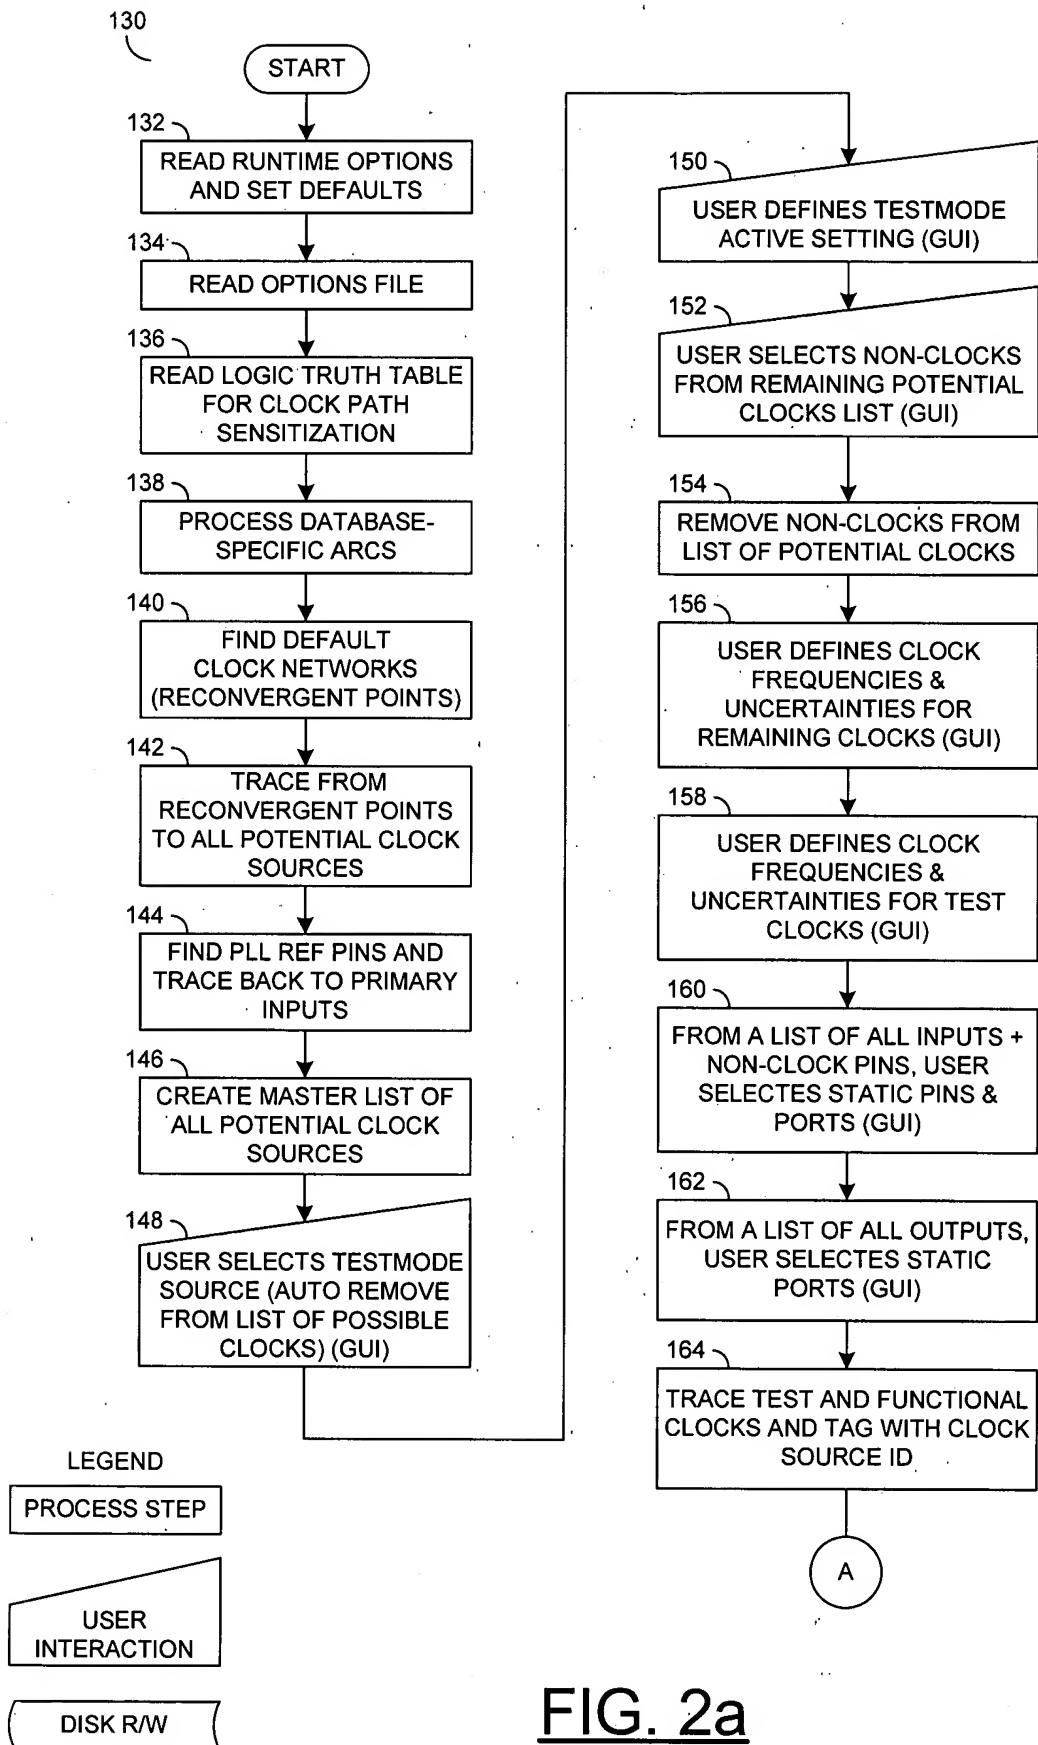 130
START
132
READ RUNTIME OPTIONS
AND SET DEFAULTS
134
READ OPTIONS FILE
136
READ LOGIC TRUTH TABLE
FOR CLOCK PATH
SENSITIZATION
138
PROCESS DATABASE-
SPECIFIC ARCS
140
FIND DEFAULT
CLOCK NETWORKS
(RECONVERGENT POINTS)
142
TRACE FROM
RECONVERGENT POINTS
TO ALL POTENTIAL CLOCK
SOURCES
144
FIND PLL REF PINS AND
TRACE BACK TO PRIMARY
INPUTS
146
CREATE MASTER LIST OF
ALL POTENTIAL CLOCK
SOURCES
148
USER SELECTS TESTMODE
SOURCE (AUTO REMOVE
FROM LIST OF POSSIBLE
CLOCKS) (GUI)
150
USER DEFINES TESTMODE
ACTIVE SETTING (GUI)
152
USER SELECTS NON-CLOCKS
FROM REMAINING POTENTIAL
CLOCKS LIST (GUI)
154
REMOVE NON-CLOCKS FROM
LIST OF POTENTIAL CLOCKS
156
USER DEFINES CLOCK
FREQUENCIES &
UNCERTAINTIES FOR
REMAINING CLOCKS (GUI)
158
USER DEFINES CLOCK
FREQUENCIES &
UNCERTAINTIES FOR TEST
CLOCKS (GUI)
160
FROM A LIST OF ALL INPUTS +
NON-CLOCK PINS, USER
SELECTES STATIC PINS &
PORTS (GUI)
162
FROM A LIST OF ALL OUTPUTS,
USER SELECTES STATIC
PORTS (GUI)
164
TRACE TEST AND FUNCTIONAL
CLOCKS AND TAG WITH CLOCK
SOURCE ID
A
LEGEND
PROCESS STEP
USER
INTERACTION
DISK R/W
FIG. 2a